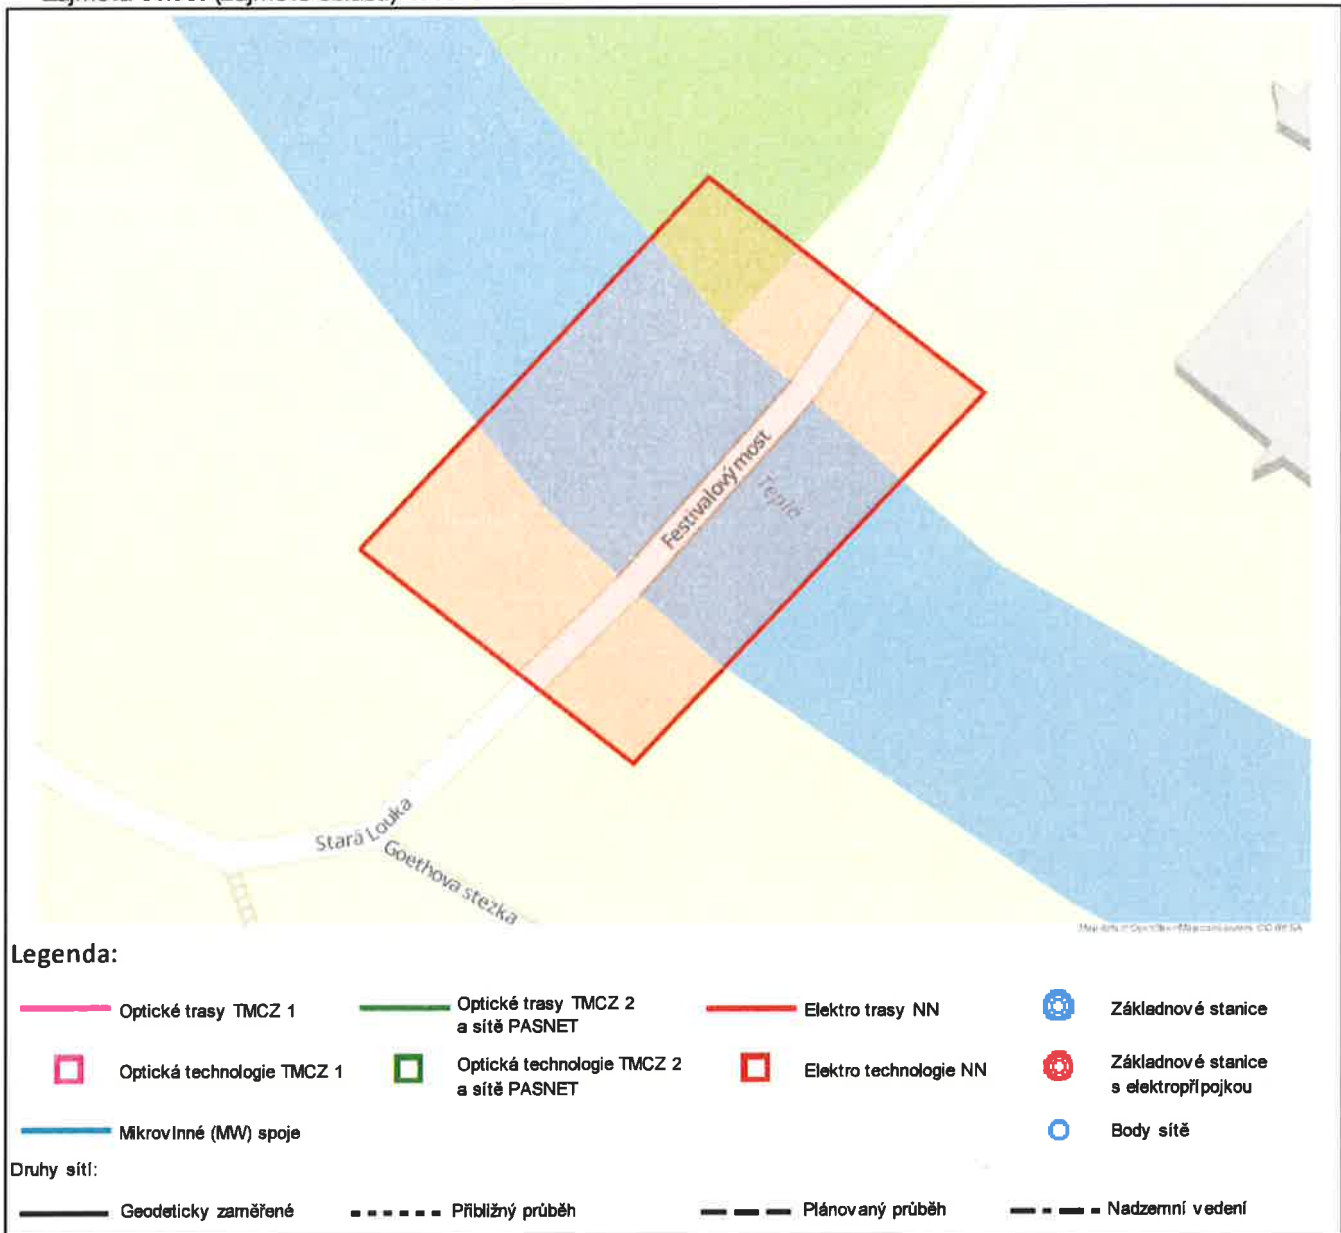 Festivalový most
Teplá
Stará Louka
Goethova stezka
Legenda:
Optické trasy TMCZ 1
Optické trasy TMCZ 2
a sítě PASNET
Elektro trasy NN
Základnové stanice
Optická technologie TMCZ 1
Optická technologie TMCZ 2
a sítě PASNET
Elektro technologie NN
Základnové stanice
s elektropřípojkou
Mikrovlnné (MW) spoje
Body sítě
Druhy sítí:
Geodeticky zaměřené
Přibližný průběh
Plánovaný průběh
Nadzemní vedení